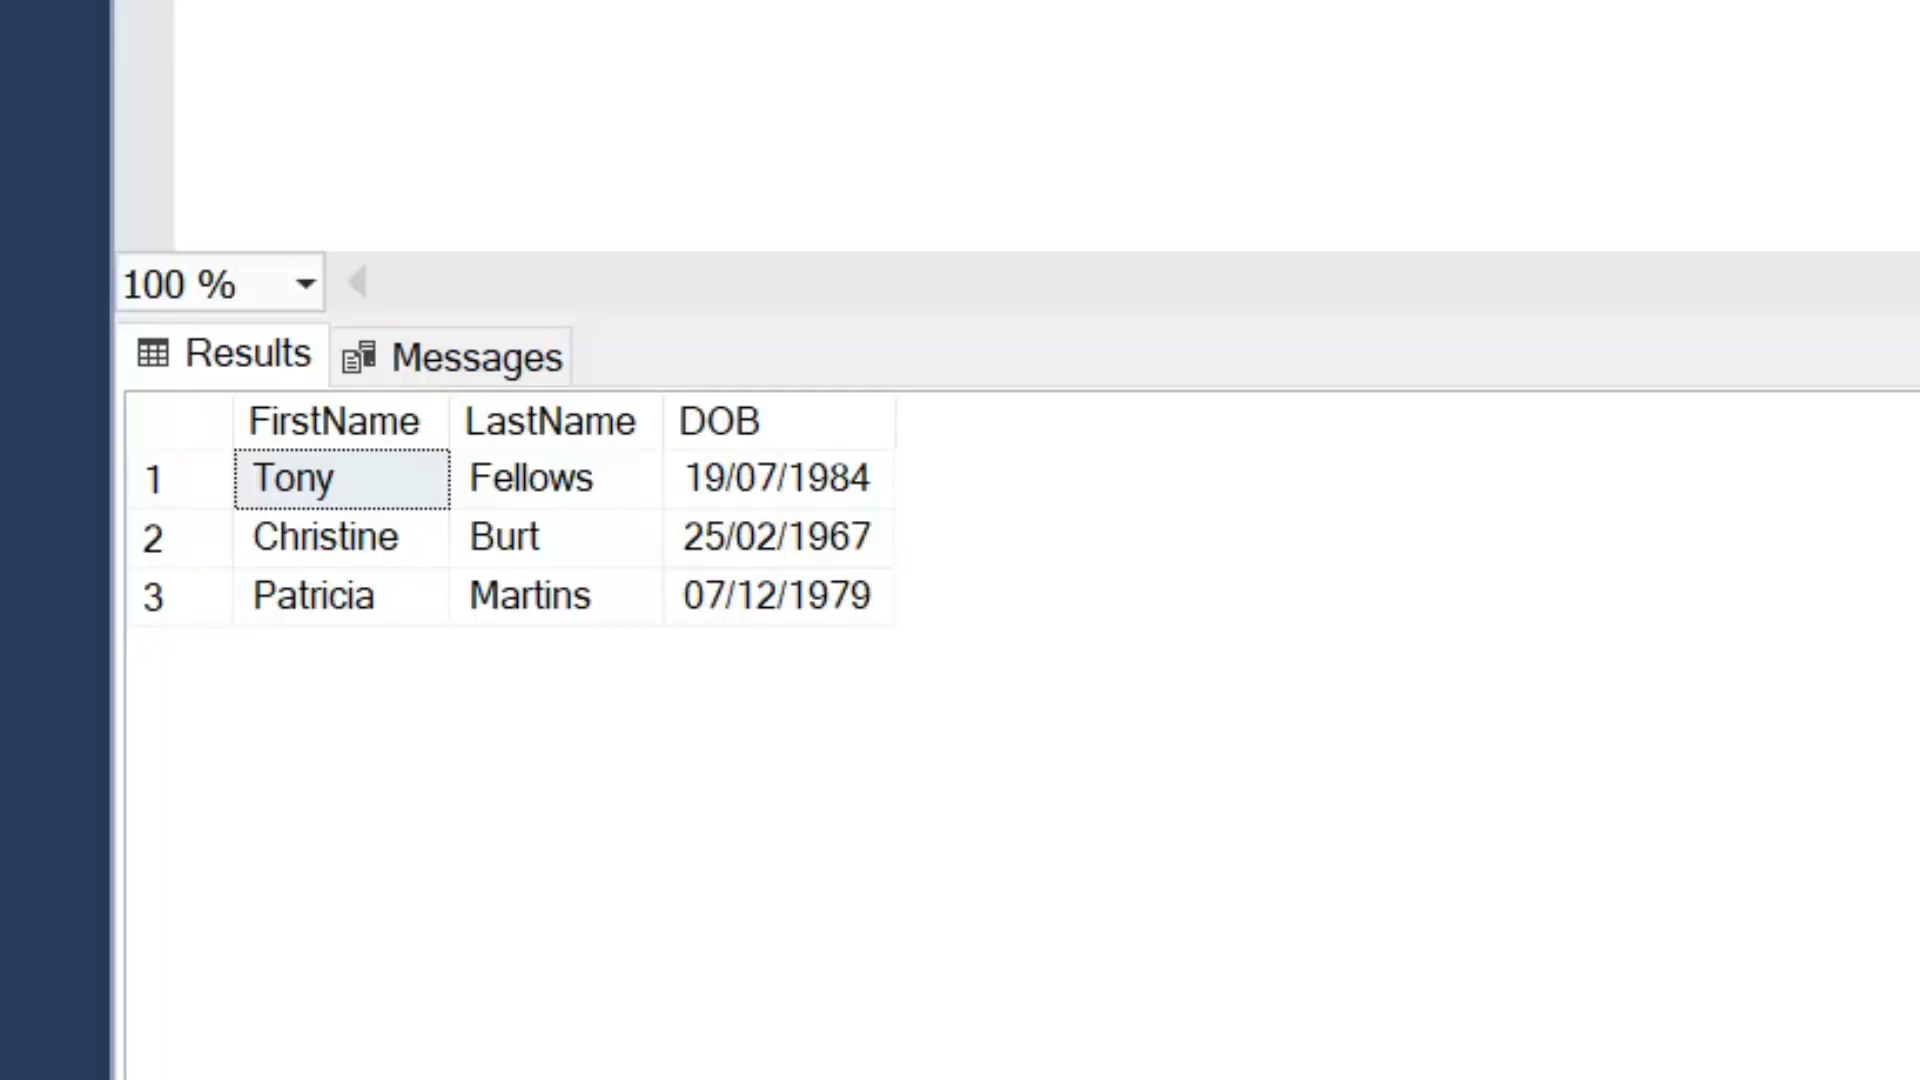 100 %
Results Messages
FirstName LastName DOB
1 Tony Fellows 19/07/1984
2 Christine Burt 25/02/1967
3 Patricia Martins 07/12/1979